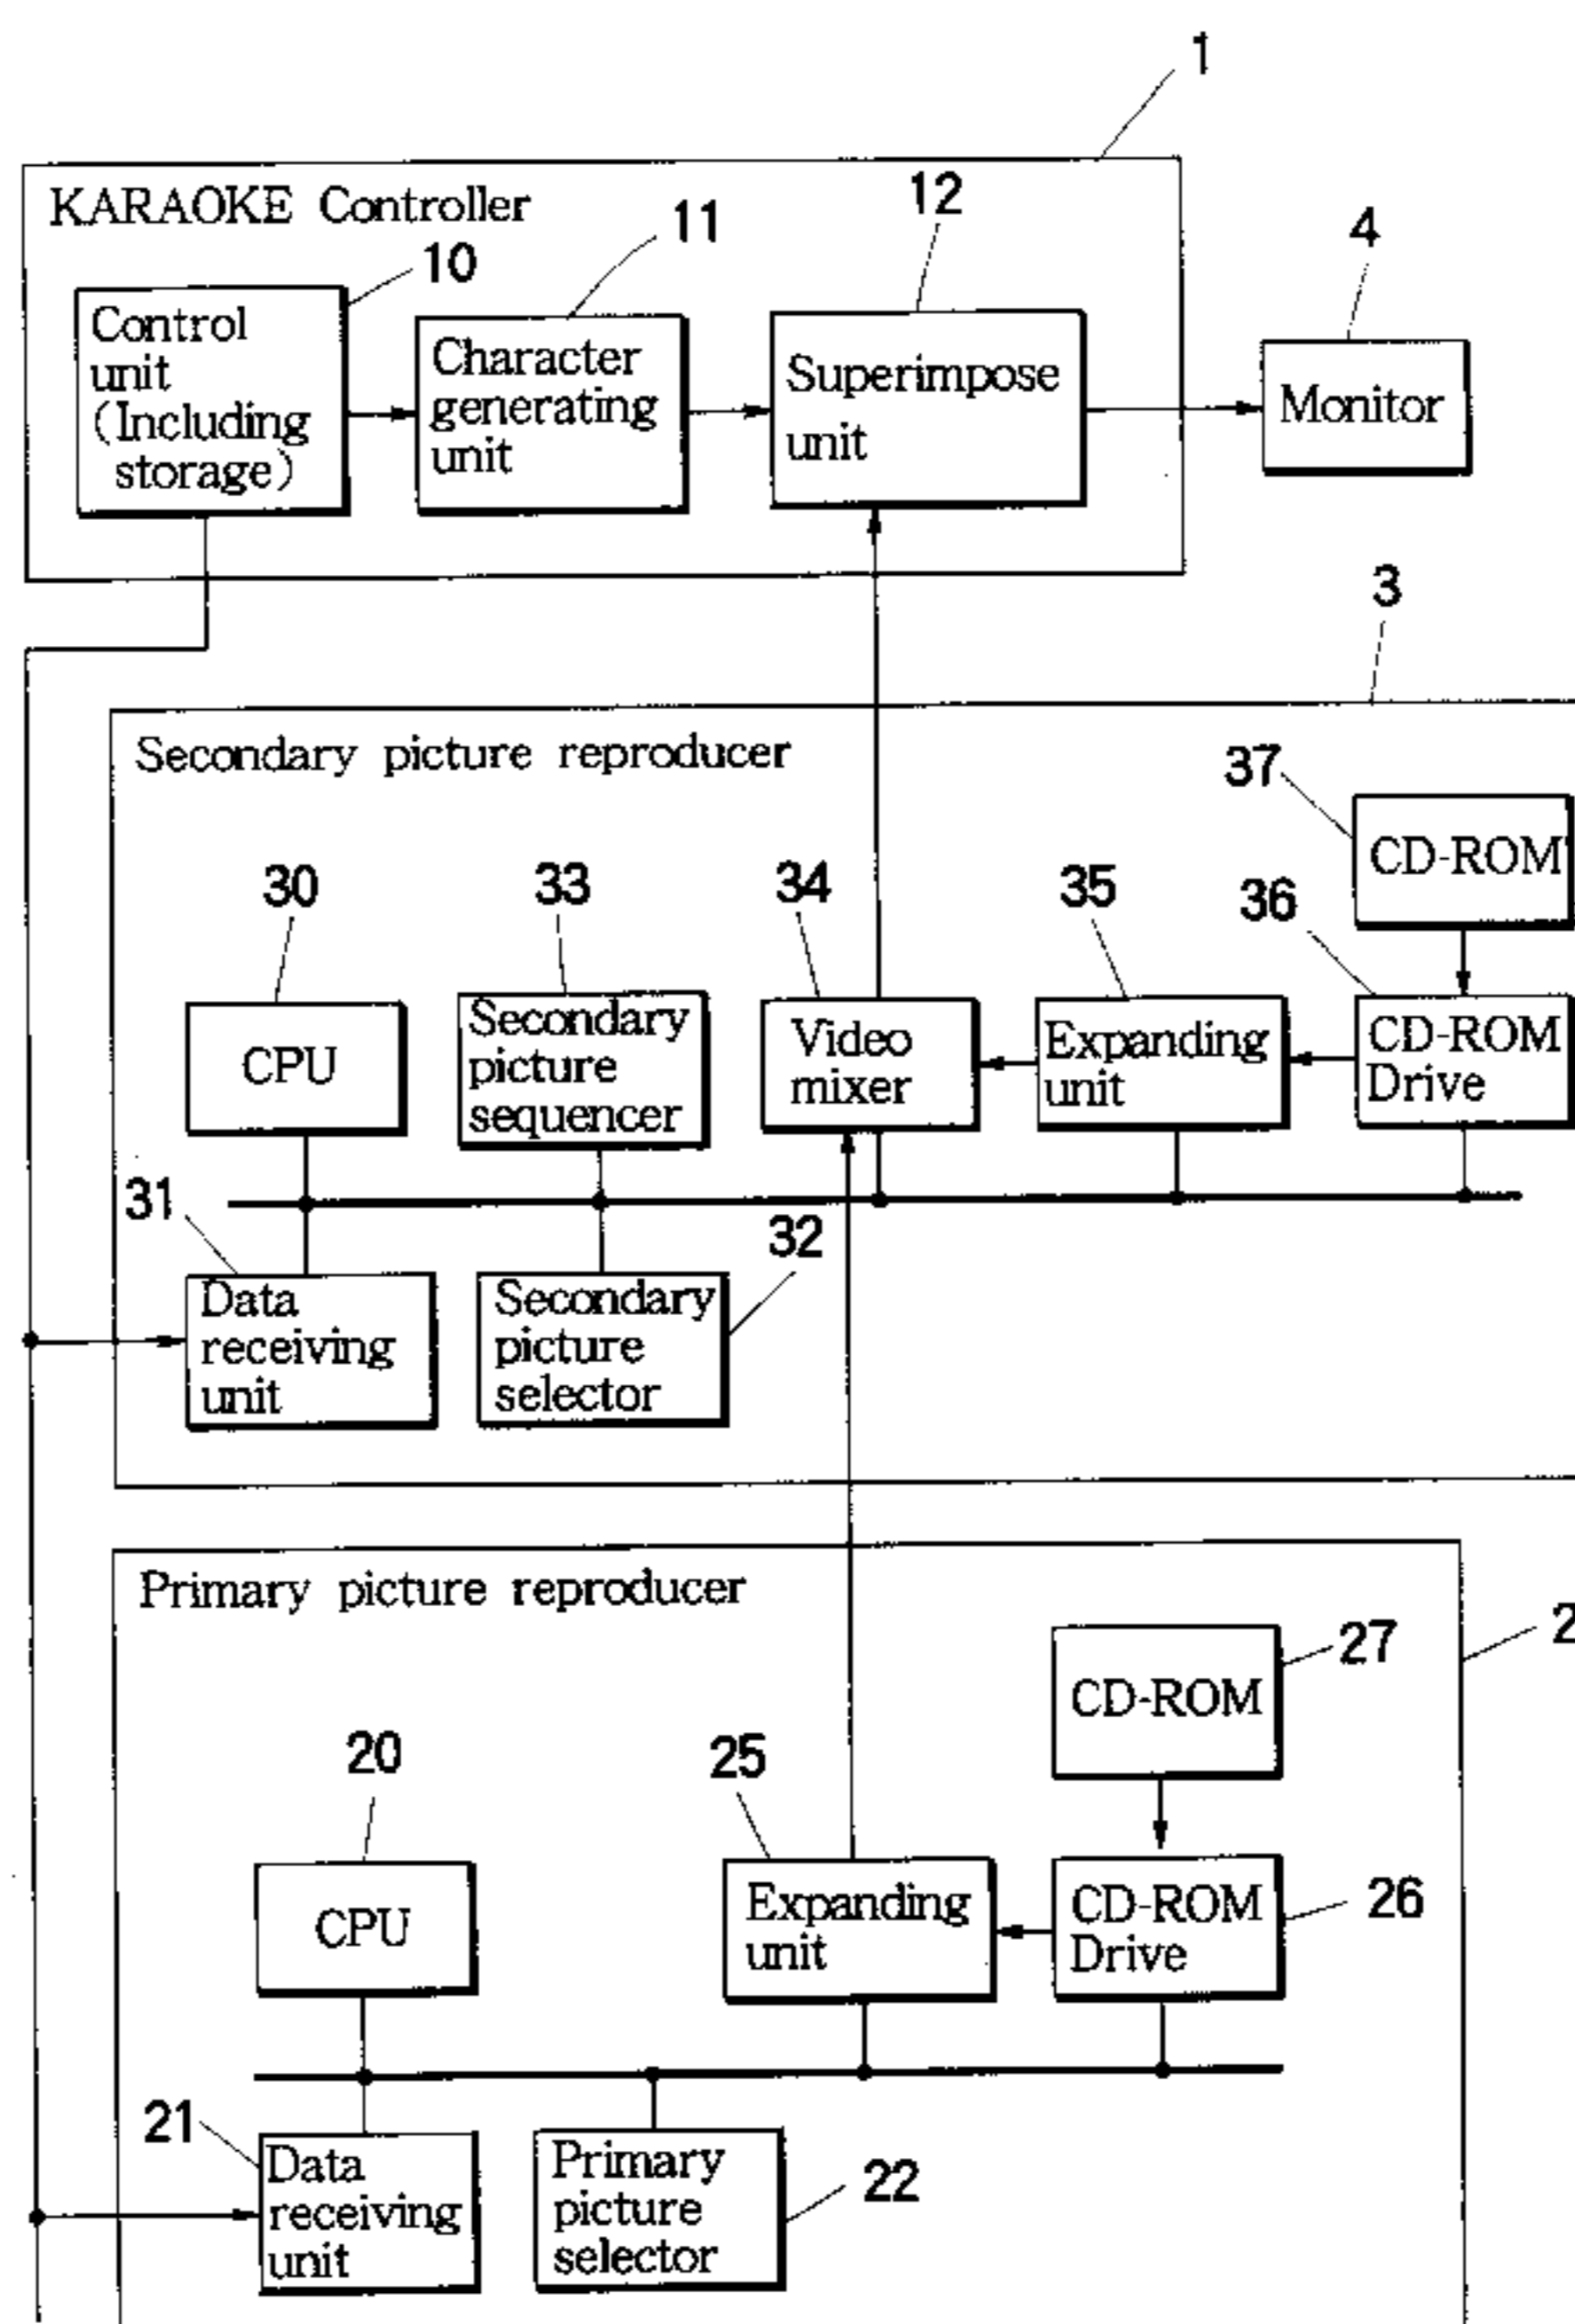 1
KARAOKE Controller
10
11
12
4
Control
unit
(Including
storage)
Character
generating
unit
Superimpose
unit
Monitor
3
Secondary picture reproducer
37
CD-ROM
30
33
34
35
36
CPU
Secondary
picture
sequencer
Video
mixer
Expanding
unit
CD-ROM
Drive
31
32
Data
receiving
unit
Secondary
picture
selector
Primary picture reproducer
2
27
CD-ROM
20
25
26
CPU
Expanding
unit
CD-ROM
Drive
21
22
Data
receiving
unit
Primary
picture
selector